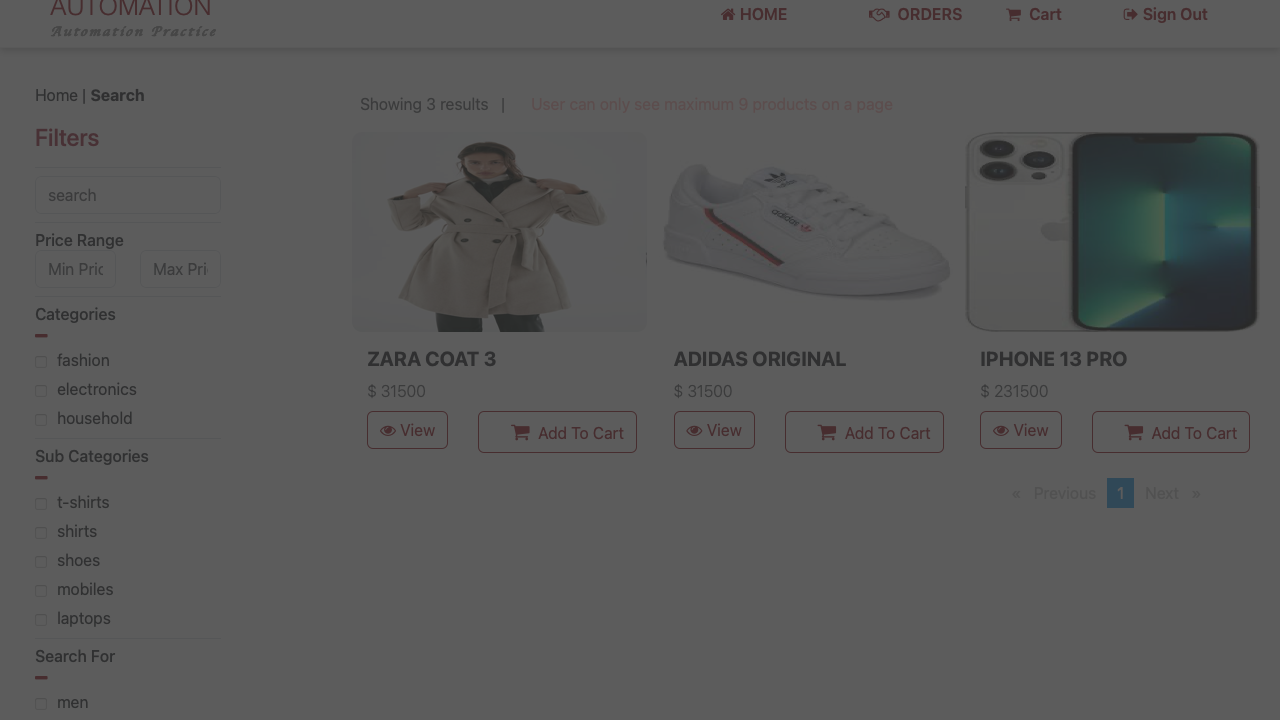 AUTOMATION
Automation Practice
HOME
ORDERS
Cart
Sign Out
Home | Search
Showing 3 results |
User can only see maximum 9 products on a page
Filters
search
Price Range
Min Pric
Max Pri
Categories
fashion
electronics
household
Sub Categories
t-shirts
shirts
shoes
mobiles
laptops
Search For
men
adidas
ZARA COAT 3
$ 31500
View
Add To Cart
ADIDAS ORIGINAL
$ 31500
View
Add To Cart
IPHONE 13 PRO
$ 231500
View
Add To Cart
« Previous 1 Next »